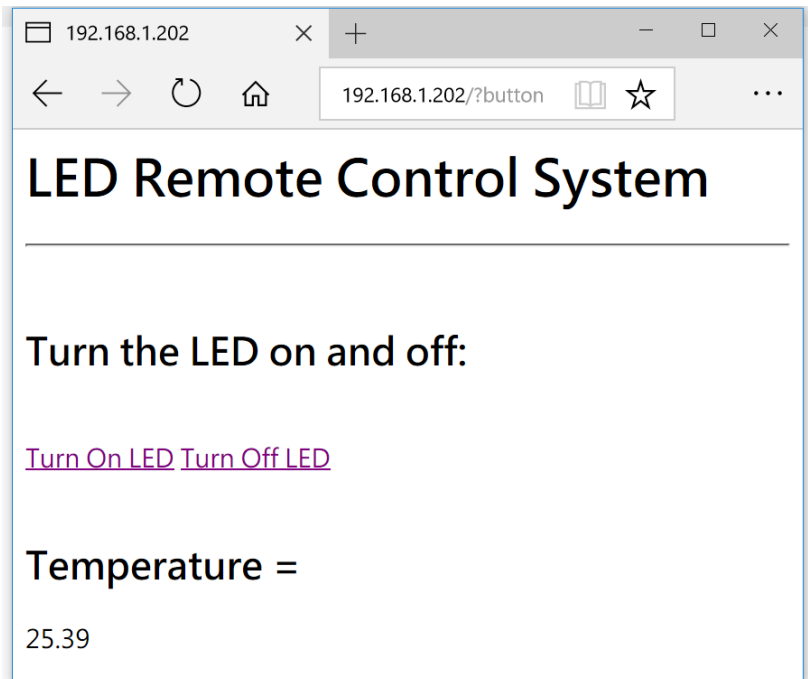 192.168.1.202
192.168.1.202/?button
LED Remote Control System
Turn the LED on and off:
Turn On LED Turn Off LED
Temperature =
25.39